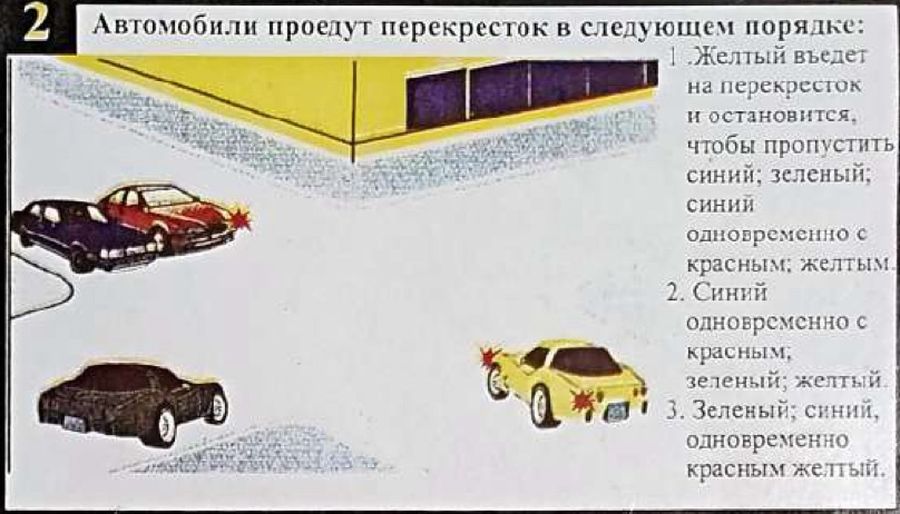 2
Автомобили проедут перекресток в следующем порядке:
1 .Желтый въедет
на перекресток
и остановится,
чтобы пропустить
синий; зеленый;
синий
одновременно с
красным; желтым.
2. Синий
одновременно с
красным;
зеленый; желтый.
3. Зеленый; синий,
одновременно
красным желтый.